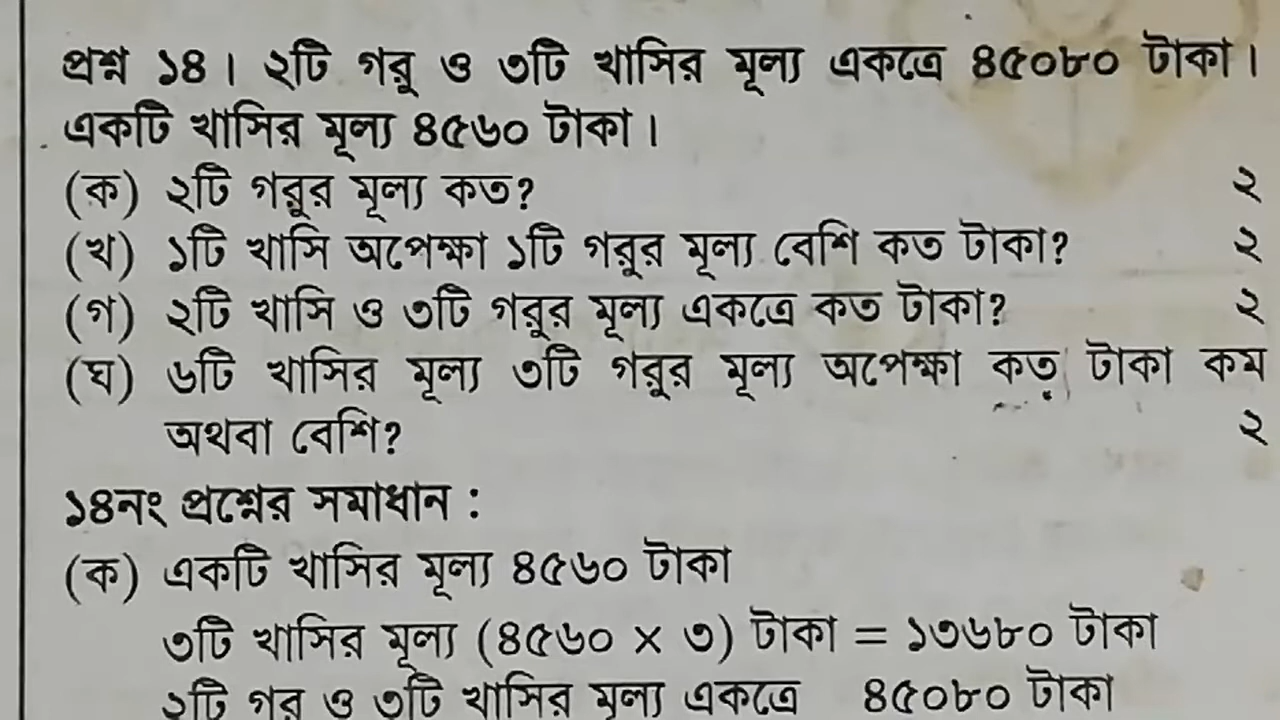 প্রশ্ন ১৪। ২টি গরু ও ৩টি খাসির মূল্য একত্রে ৪৫০৮০ টাকা।
একটি খাসির মূল্য ৪৫৬০ টাকা।
(ক) ২টি গরুর মূল্য কত? ২
(খ) ১টি খাসি অপেক্ষা ১টি গরুর মূল্য বেশি কত টাকা? ২
(গ) ২টি খাসি ও ৩টি গরুর মূল্য একত্রে কত টাকা? ২
(ঘ) ৬টি খাসির মূল্য ৩টি গরুর মূল্য অপেক্ষা কত টাকা কম
অথবা বেশি? ২
১৪নং প্রশ্নের সমাধান :
(ক) একটি খাসির মূল্য ৪৫৬০ টাকা
৩টি খাসির মূল্য (৪৫৬০ × ৩) টাকা = ১৩৬৮০ টাকা
২টি গরু ও ৩টি খাসির মূল্য একত্রে ৪৫০৮০ টাকা